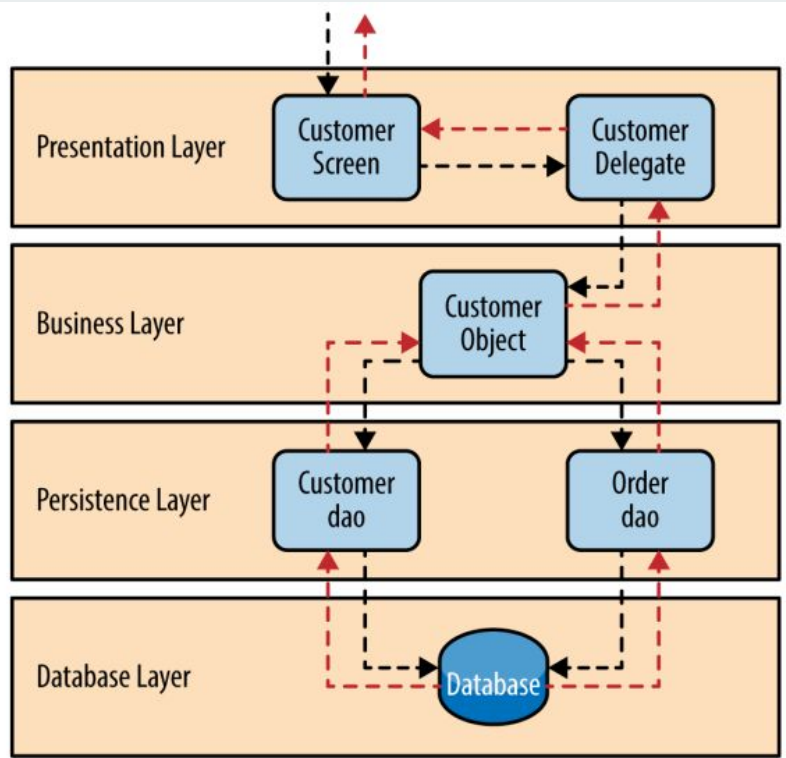 Presentation Layer
Customer
Screen
Customer
Delegate
Business Layer
Customer
Object
Persistence Layer
Customer
dao
Order
dao
Database Layer
Database